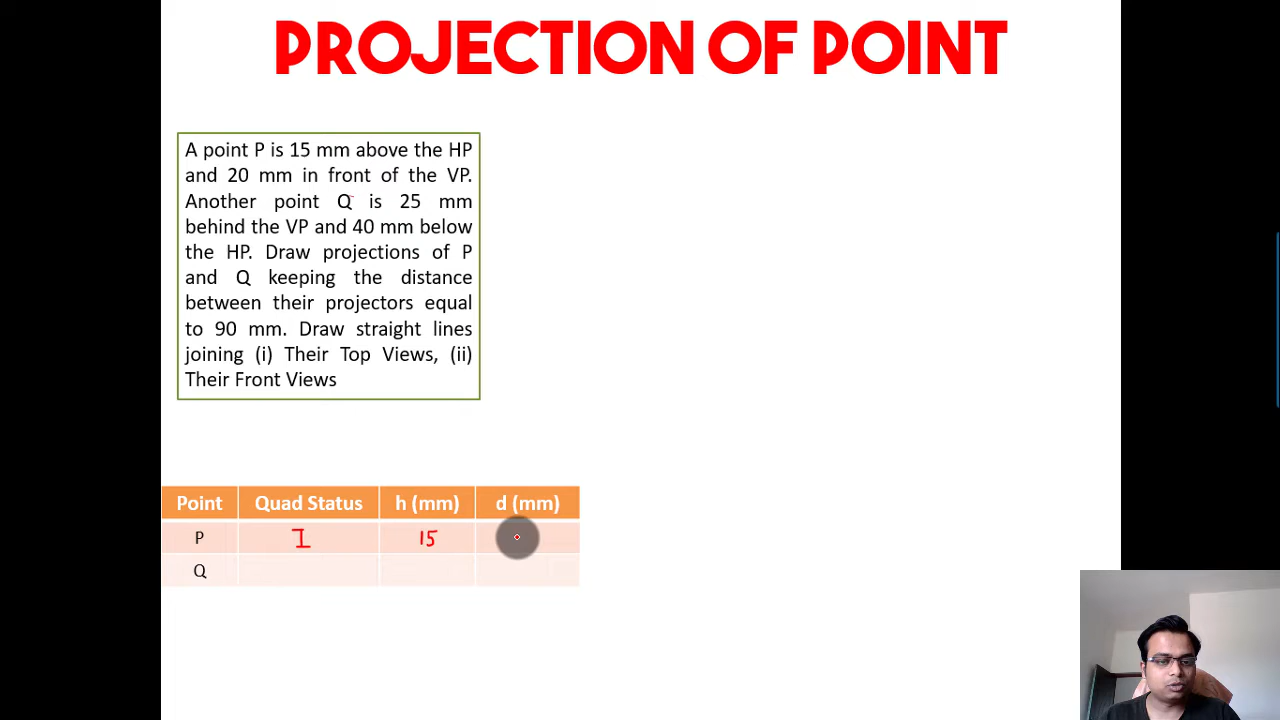 PROJECTION OF POINT
A point P is 15 mm above the HP
and 20 mm in front of the VP.
Another point Q is 25 mm
behind the VP and 40 mm below
the HP. Draw projections of P
and Q keeping the distance
between their projectors equal
to 90 mm. Draw straight lines
joining (i) Their Top Views, (ii)
Their Front Views
Point Quad Status h (mm) d (mm)
P I 15
Q